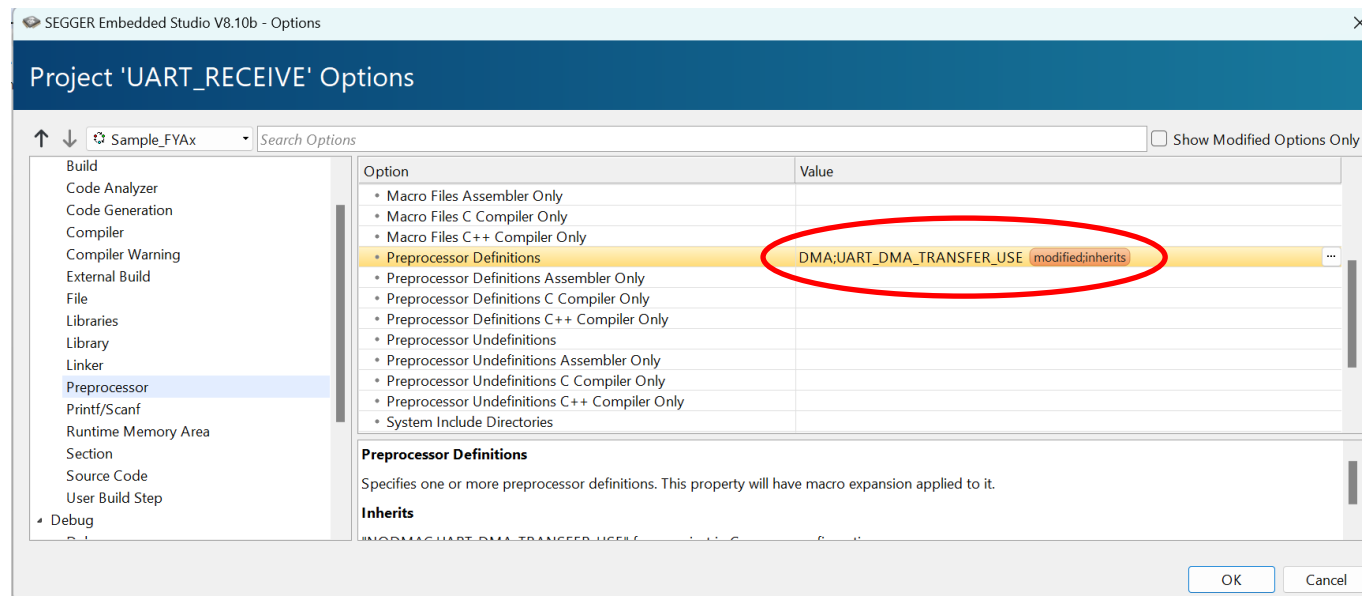 SEGGER Embedded Studio V8.10b - Options
Project 'UART_RECEIVE' Options
Sample_FYAx
Search Options
Show Modified Options Only
Build
Code Analyzer
Code Generation
Compiler
Compiler Warning
External Build
File
Libraries
Library
Linker
Preprocessor
Printf/Scanf
Runtime Memory Area
Section
Source Code
User Build Step
Debug
Option Value
Macro Files Assembler Only
Macro Files C Compiler Only
Macro Files C++ Compiler Only
Preprocessor Definitions DMA;UART_DMA_TRANSFER_USE modified;inherits ...
Preprocessor Definitions Assembler Only
Preprocessor Definitions C Compiler Only
Preprocessor Definitions C++ Compiler Only
Preprocessor Undefinitions
Preprocessor Undefinitions Assembler Only
Preprocessor Undefinitions C Compiler Only
Preprocessor Undefinitions C++ Compiler Only
System Include Directories
Preprocessor Definitions
Specifies one or more preprocessor definitions. This property will have macro expansion applied to it.
Inherits
OK
Cancel